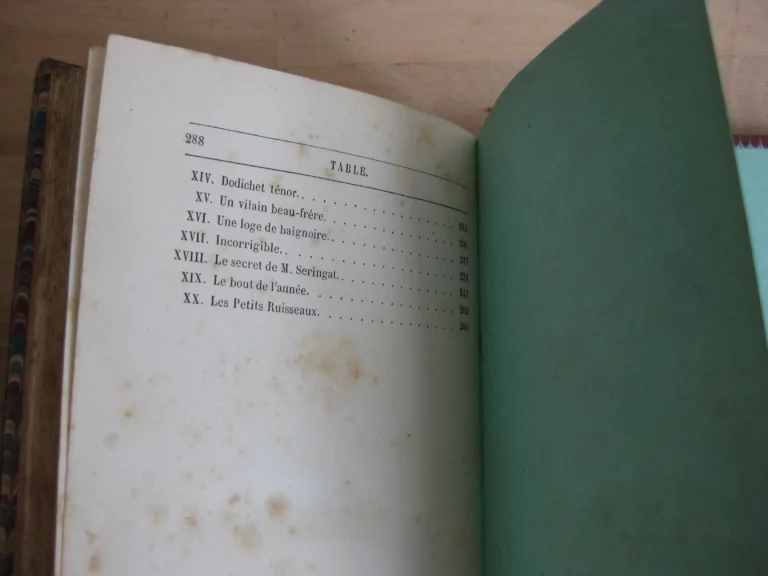 288
TABLE.
XIV. Dodichet ténor. . . . . . . . . . . . . .
XV. Un vilain beau-frère. . . . . . . . . . . .
XVI. Une loge de baignoire. . . . . . . . . . .
XVII. Incorrigible. . . . . . . . . . . . . . .
XVIII. Le secret de M. Seringat. . . . . . . . . .
XIX. Le bout de l'année. . . . . . . . . . . . . 
XX. Les Petits Ruisseaux. . . . . . . . . . . .